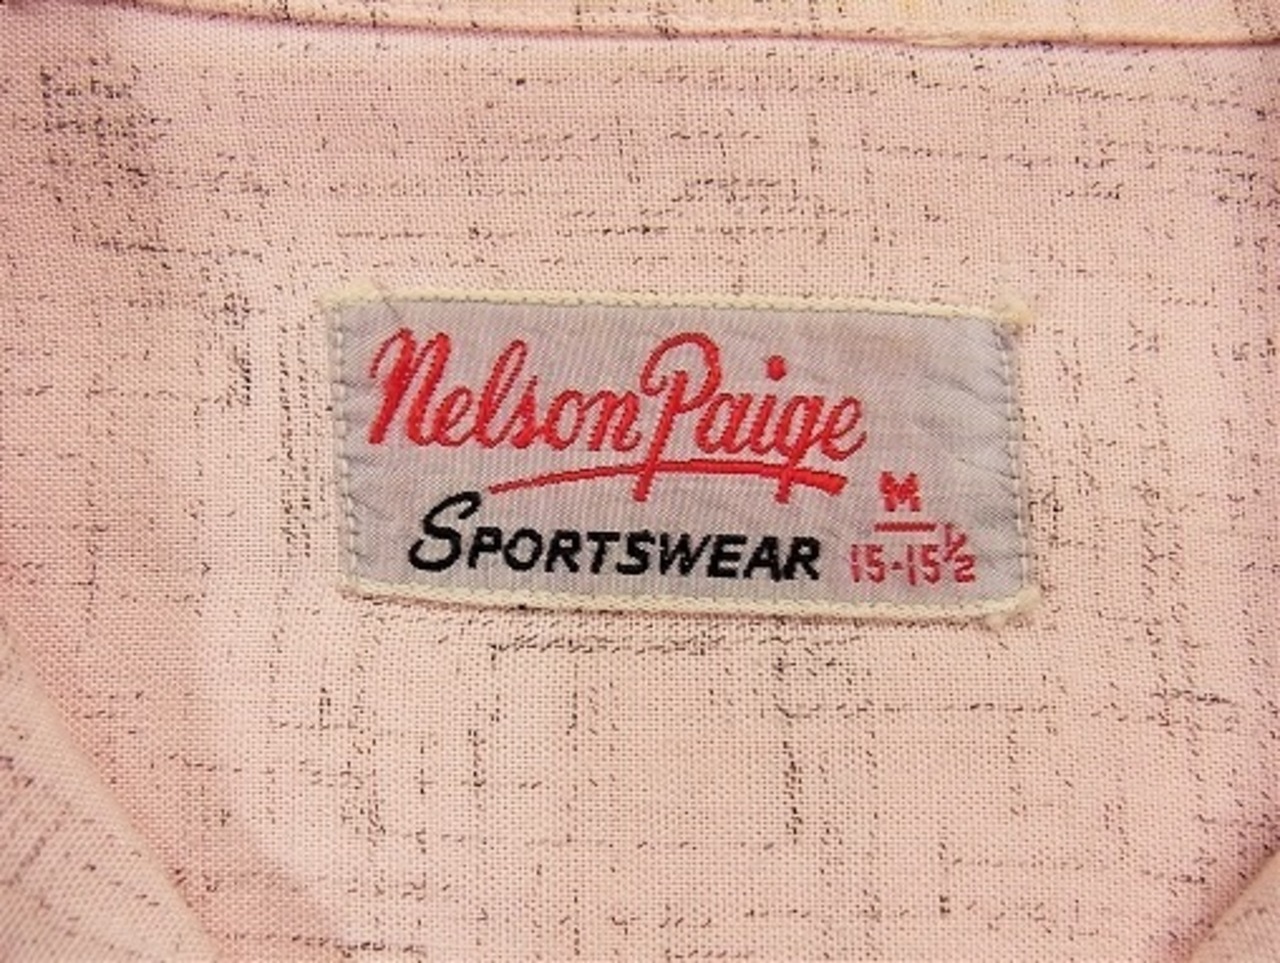 Nelson Paige
SPORTSWEAR
M
15-15½